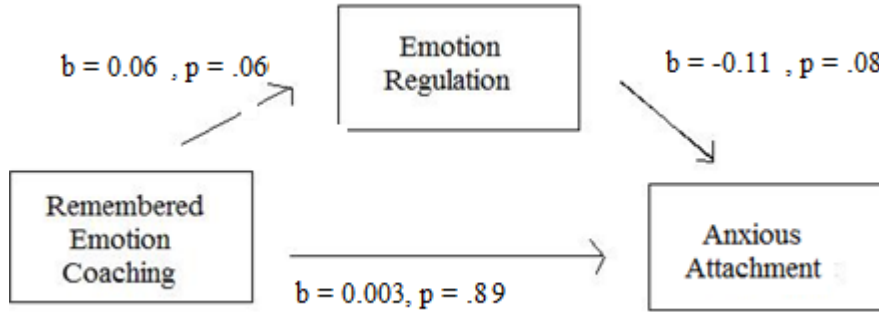 Emotion
Regulation
b = 0.06 , p = .06
b = -0.11 , p = .08
Remembered
Emotion
Coaching
Anxious
Attachment
b = 0.003, p = .89